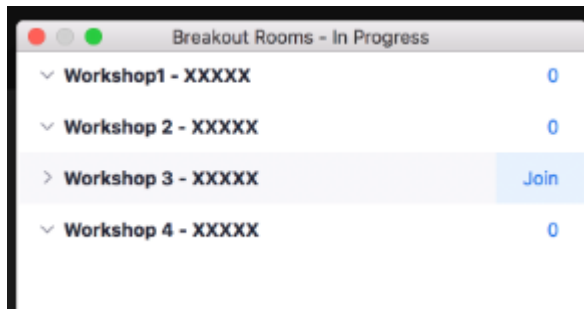 Breakout Rooms - In Progress
Workshop1 - XXXXX 0
Workshop 2 - XXXXX 0
Workshop 3 - XXXXX Join
Workshop 4 - XXXXX 0